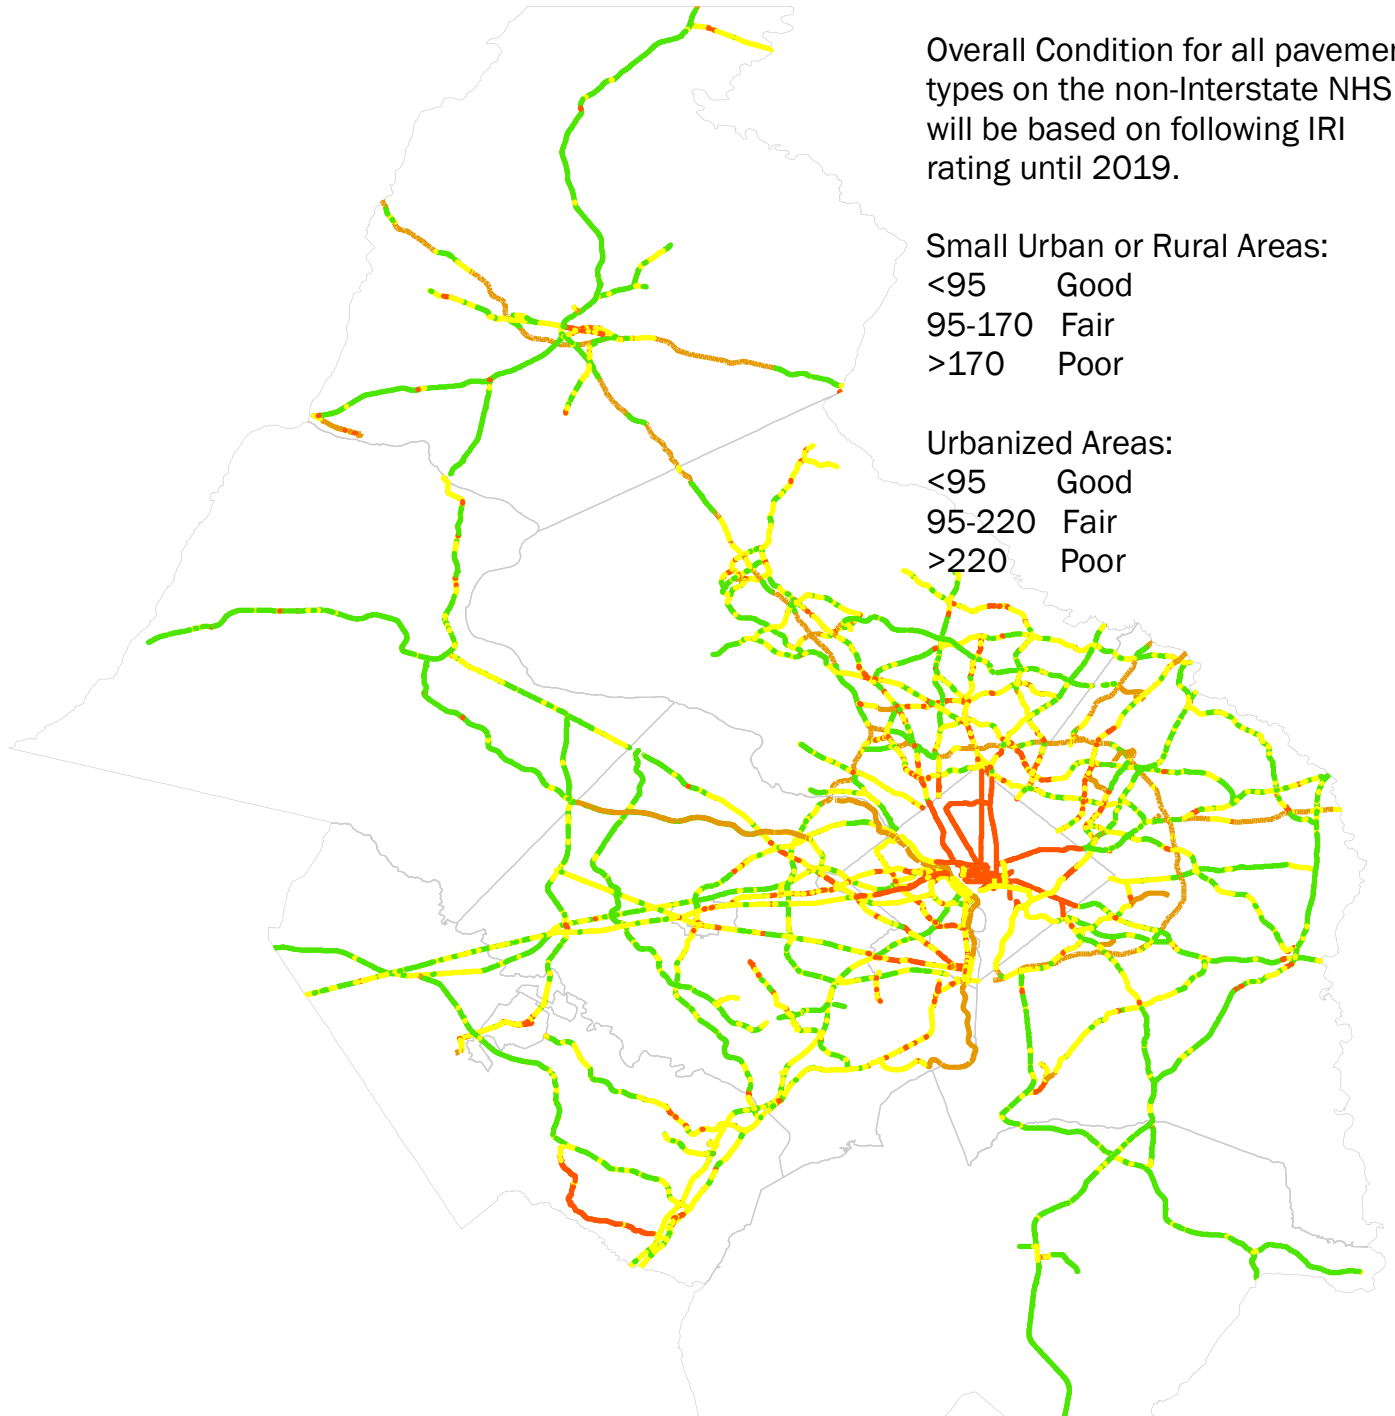 Overall Condition for all paveme
types on the non-Interstate NHS
will be based on following IRI
rating until 2019.
Small Urban or Rural Areas:
<95 Good
95-170 Fair
>170 Poor
Urbanized Areas:
<95 Good
95-220 Fair
>220 Poor